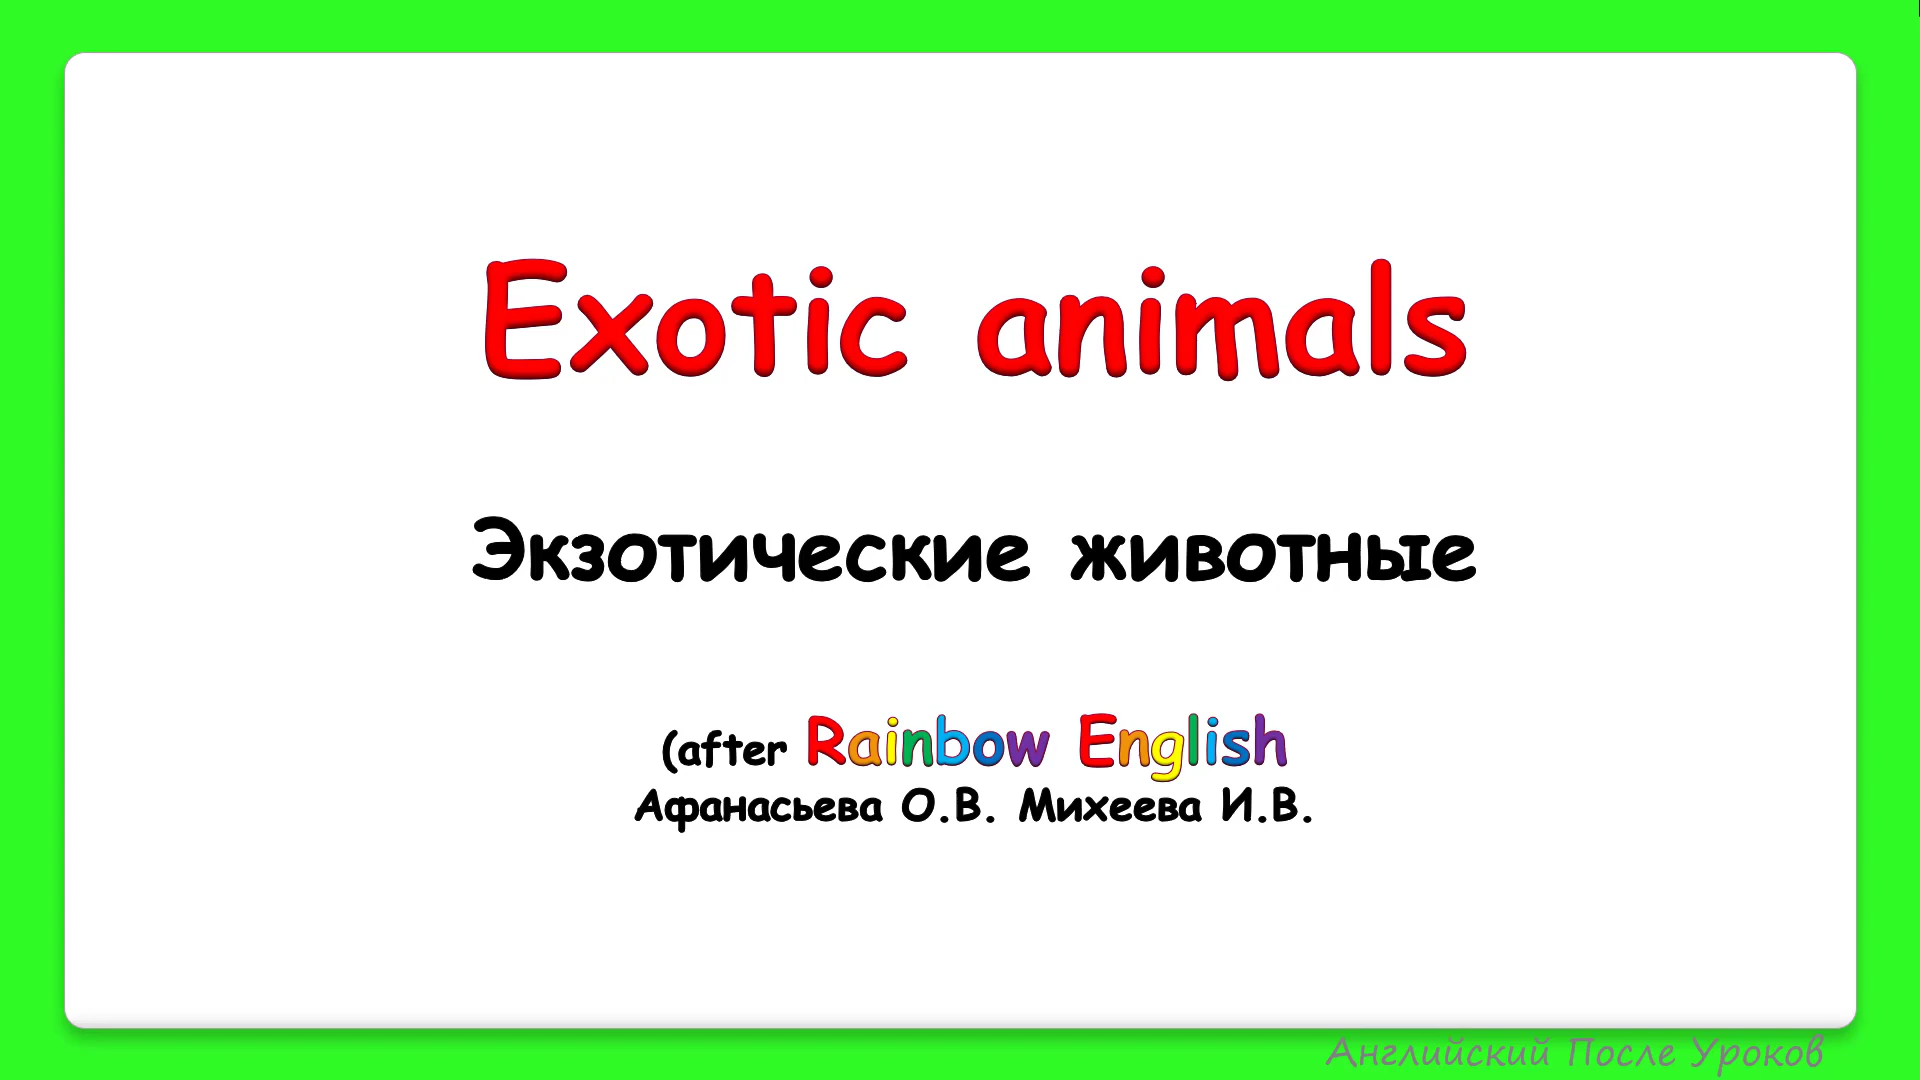 Exotic animals
Экзотические животные
(after Rainbow English
Афанасьева О.В. Михеева И.В.
Английский После Уроков